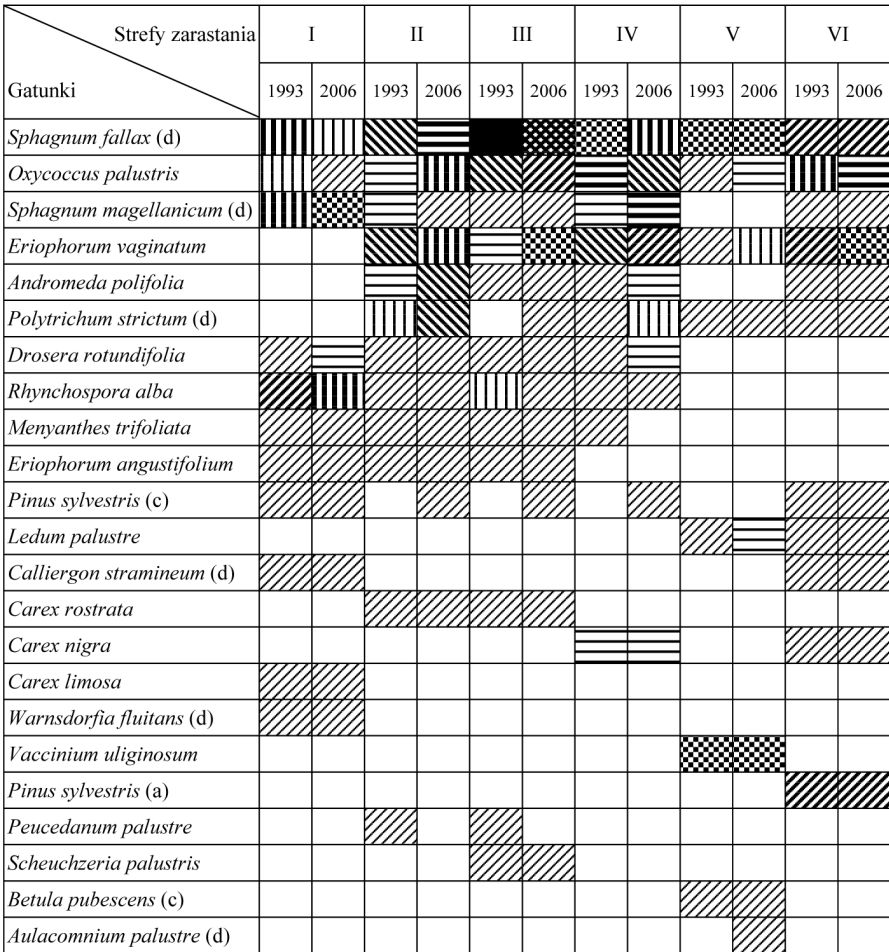 Strefy zarastania I II III IV V VI
Gatunki 1993 2006 1993 2006 1993 2006 1993 2006 1993 2006 1993 2006
Sphagnum fallax (d)
Oxycoccus palustris
Sphagnum magellanicum (d)
Eriophorum vaginatum
Andromeda polifolia
Polytrichum strictum (d)
Drosera rotundifolia
Rhynchospora alba
Menyanthes trifoliata
Eriophorum angustifolium
Pinus sylvestris (c)
Ledum palustre
Calliergon stramineum (d)
Carex rostrata
Carex nigra
Carex limosa
Warnsdorfia fluitans (d)
Vaccinium uliginosum
Pinus sylvestris (a)
Peucedanum palustre
Scheuchzeria palustris
Betula pubescens (c)
Aulacomnium palustre (d)